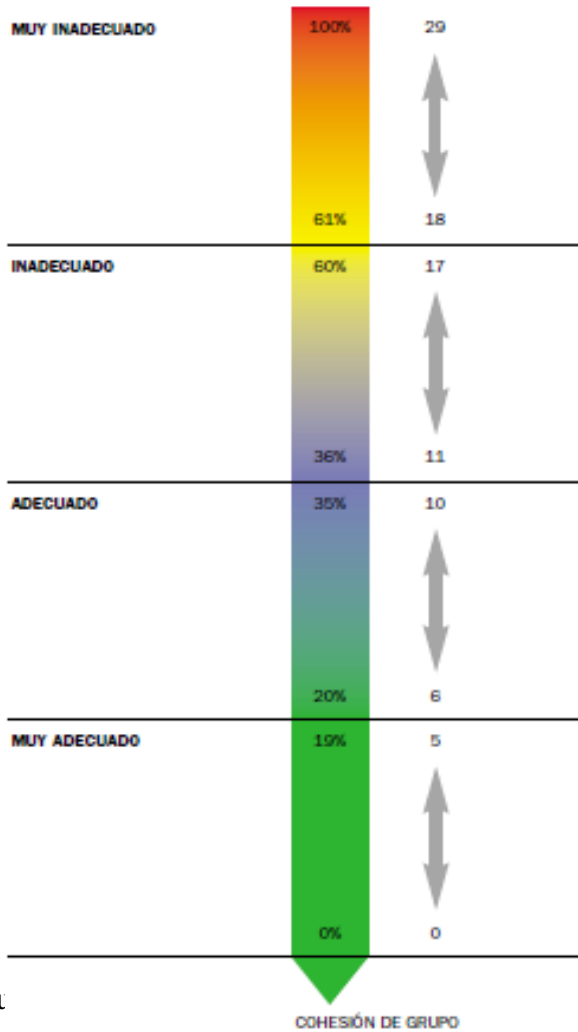 MUY INADECUADO 100% 29
61% 18
INADECUADO 60% 17
36% 11
ADECUADO 35% 10
20% 6
MUY ADECUADO 19% 5
0% 0
COHESIÓN DE GRUPO